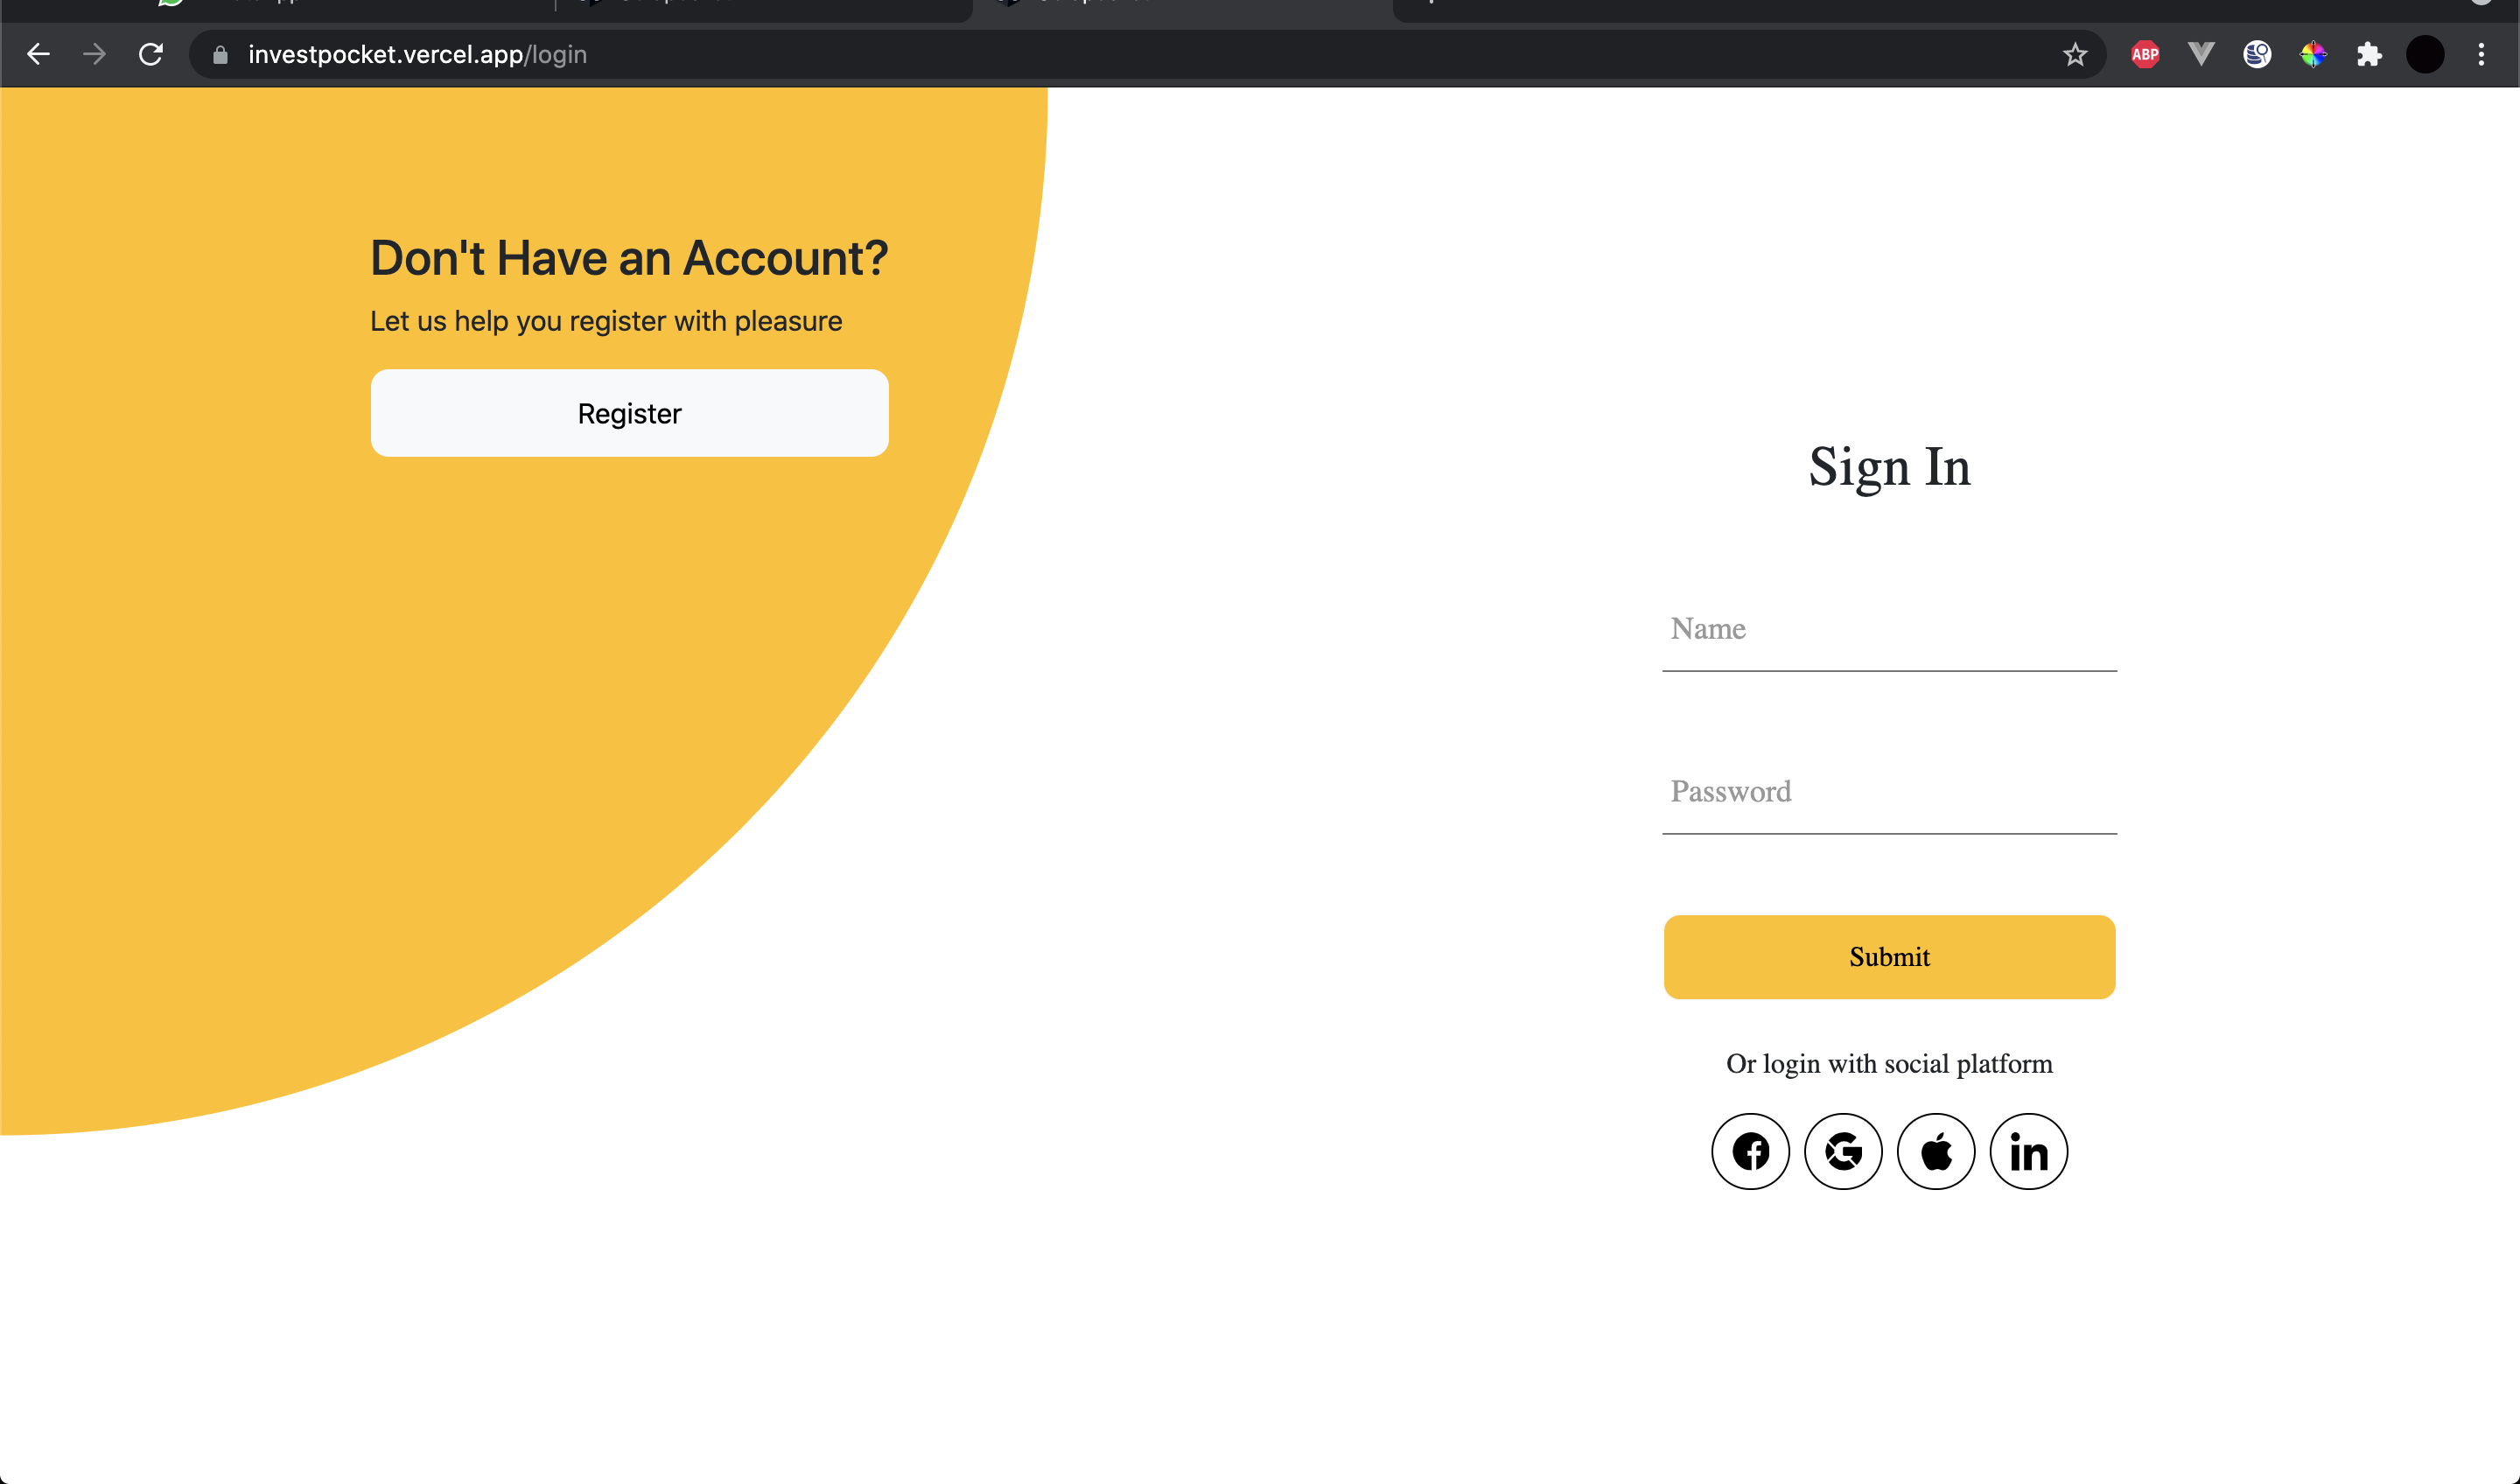 investpocket.vercel.app/login
ABP
Don't Have an Account?
Let us help you register with pleasure
Register
Sign In
Name
Password
Submit
Or login with social platform